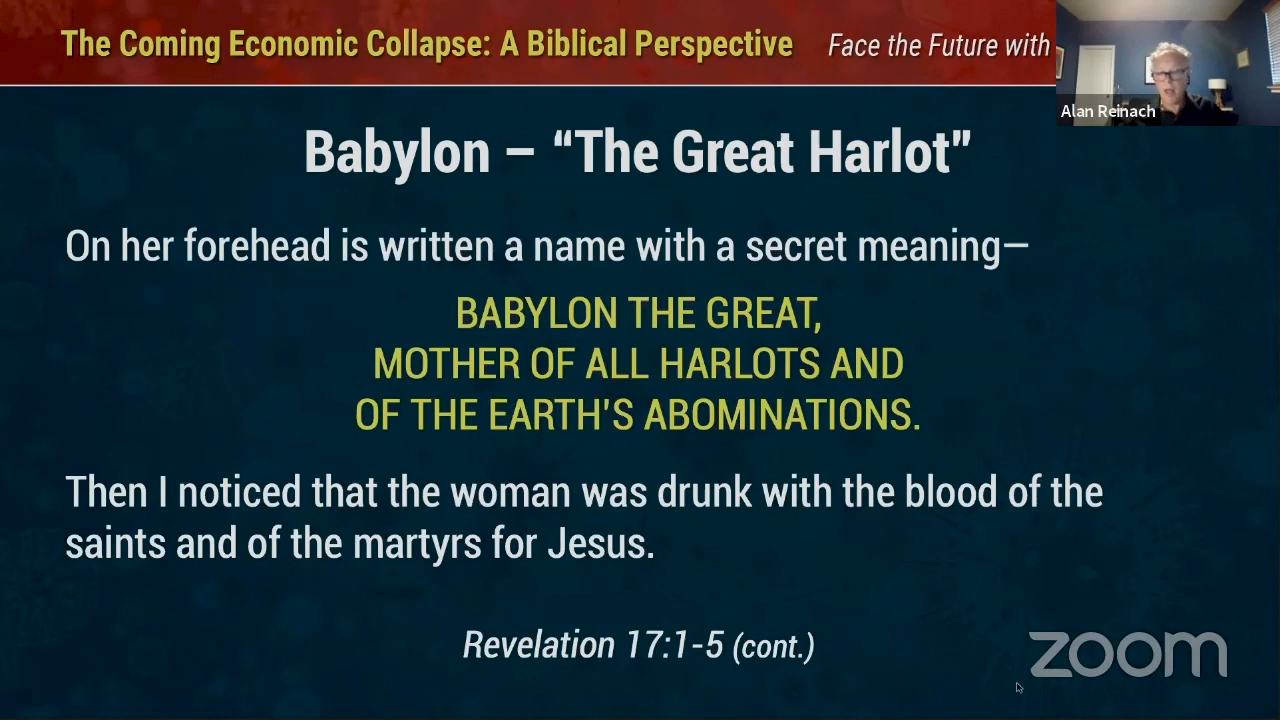 The Coming Economic Collapse: A Biblical Perspective Face the Future with
Alan Reinach
Babylon – “The Great Harlot”
On her forehead is written a name with a secret meaning—
BABYLON THE GREAT,
MOTHER OF ALL HARLOTS AND
OF THE EARTH'S ABOMINATIONS.
Then I noticed that the woman was drunk with the blood of the
saints and of the martyrs for Jesus.
Revelation 17:1-5 (cont.)
zoom